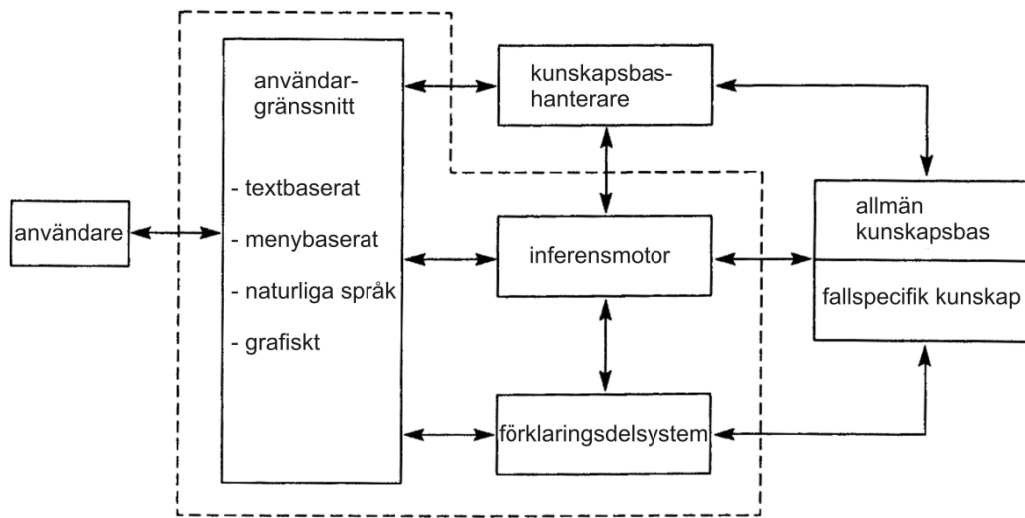 användare
användar-
gränssnitt
- textbaserat
- menybaserat
- naturliga språk
- grafiskt
kunskapsbas-
hanterare
inferensmotor
förklaringsdelsystem
allmän
kunskapsbas
fallspecifik kunskap